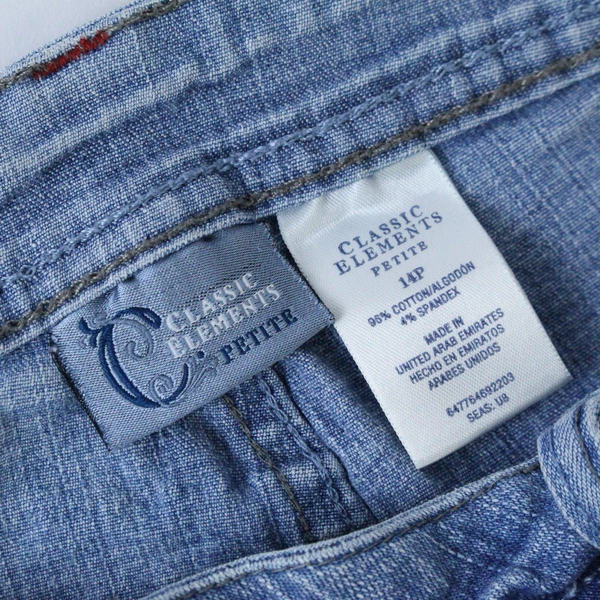 CLASSIC
ELEMENTS
PETITE
CLASSIC
ELEMENTS
PETITE
14P
96% COTTON/ALGODON
4% SPANDEX
MADE IN
UNITED ARAB EMIRATES
HECHO EN EMIRATOS
ARABES UNIDOS
647764692203
SEAS: U8